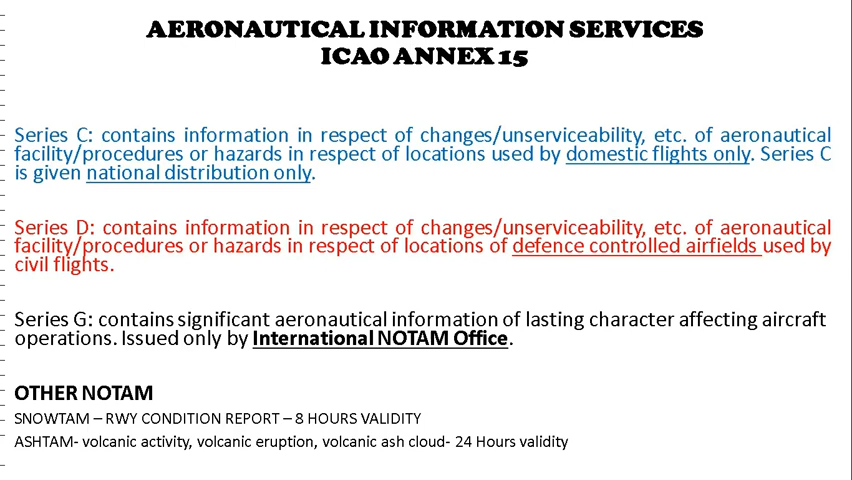 AERONAUTICAL INFORMATION SERVICES
ICAO ANNEX 15
Series C: contains information in respect of changes/unserviceability, etc. of aeronautical
facility/procedures or hazards in respect of locations used by domestic flights only. Series C
is given national distribution only.
Series D: contains information in respect of changes/unserviceability, etc. of aeronautical
facility/procedures or hazards in respect of locations of defence controlled airfields used by
civil flights.
Series G: contains significant aeronautical information of lasting character affecting aircraft
operations. Issued only by International NOTAM Office.
OTHER NOTAM
SNOWTAM – RWY CONDITION REPORT – 8 HOURS VALIDITY
ASHTAM- volcanic activity, volcanic eruption, volcanic ash cloud- 24 Hours validity